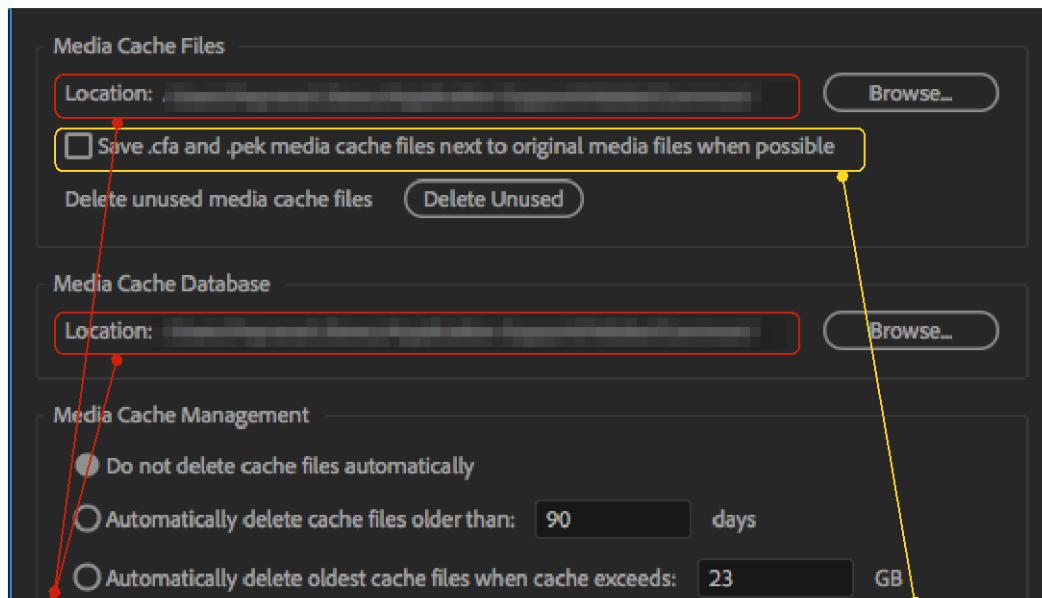 Media Cache Files
Location: Browse...
Save .cfa and .pek media cache files next to original media files when possible
Delete unused media cache files Delete Unused
Media Cache Database
Location: Browse...
Media Cache Management
Do not delete cache files automatically
Automatically delete cache files older than: 90 days
Automatically delete oldest cache files when cache exceeds: 23 GB